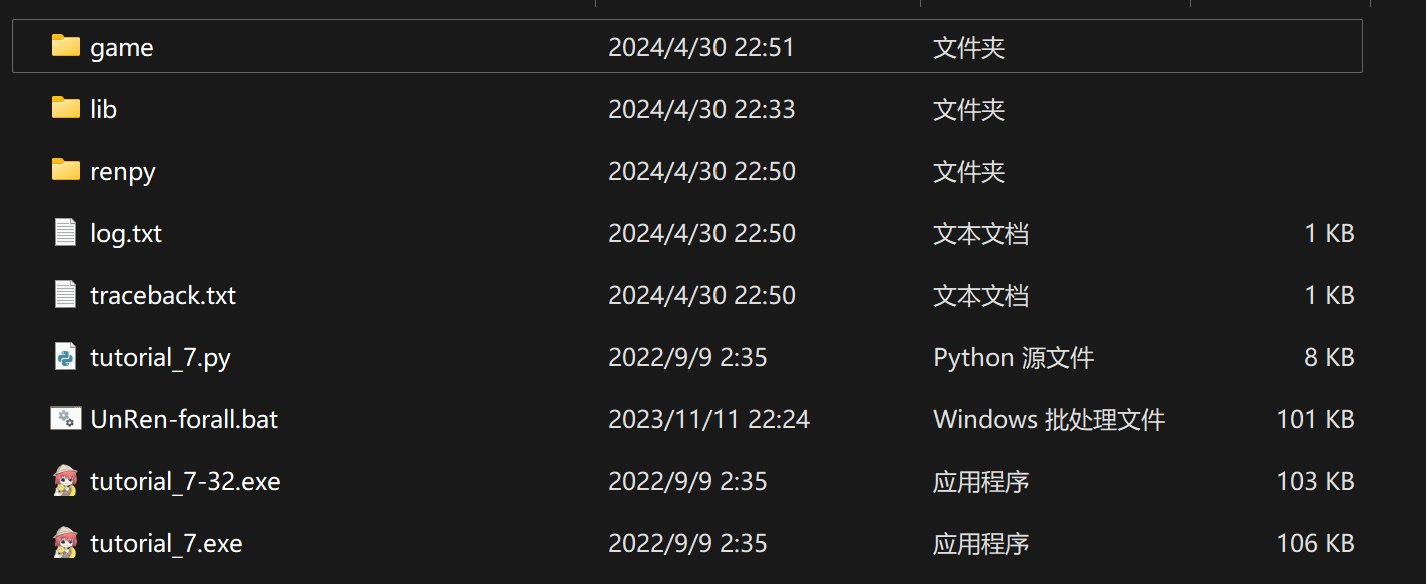 game 2024/4/30 22:51 文件夹
lib 2024/4/30 22:33 文件夹
renpy 2024/4/30 22:50 文件夹
log.txt 2024/4/30 22:50 文本文档 1 KB
traceback.txt 2024/4/30 22:50 文本文档 1 KB
tutorial_7.py 2022/9/9 2:35 Python 源文件 8 KB
UnRen-forall.bat 2023/11/11 22:24 Windows 批处理文件 101 KB
tutorial_7-32.exe 2022/9/9 2:35 应用程序 103 KB
tutorial_7.exe 2022/9/9 2:35 应用程序 106 KB